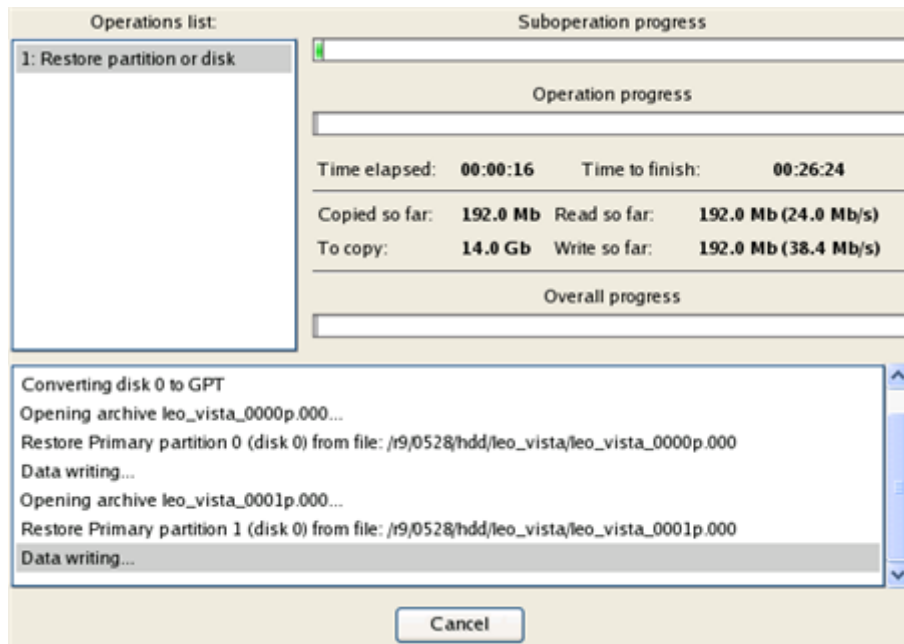 Operations list:
Suboperation progress
1: Restore partition or disk
Operation progress
Time elapsed: 00:00:16 Time to finish: 00:26:24
Copied so far: 192.0 Mb Read so far: 192.0 Mb (24.0 Mb/s)
To copy: 14.0 Gb Write so far: 192.0 Mb (38.4 Mb/s)
Overall progress
Converting disk 0 to GPT
Opening archive leo_vista_0000p.000...
Restore Primary partition 0 (disk 0) from file: /r9/0528/hdd/leo_vista/leo_vista_0000p.000
Data writing...
Opening archive leo_vista_0001p.000...
Restore Primary partition 1 (disk 0) from file: /r9/0528/hdd/leo_vista/leo_vista_0001p.000
Data writing...
Cancel